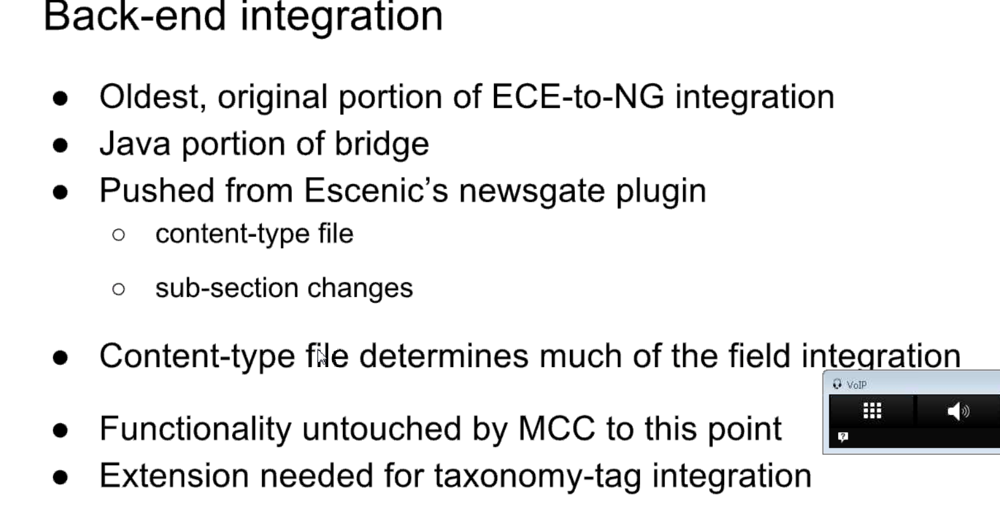 Back-end integration
● Oldest, original portion of ECE-to-NG integration
● Java portion of bridge
● Pushed from Escenic’s newsgate plugin
○ content-type file
○ sub-section changes
● Content-type file determines much of the field integration
VoIP
● Functionality untouched by MCC to this point
● Extension needed for taxonomy-tag integration